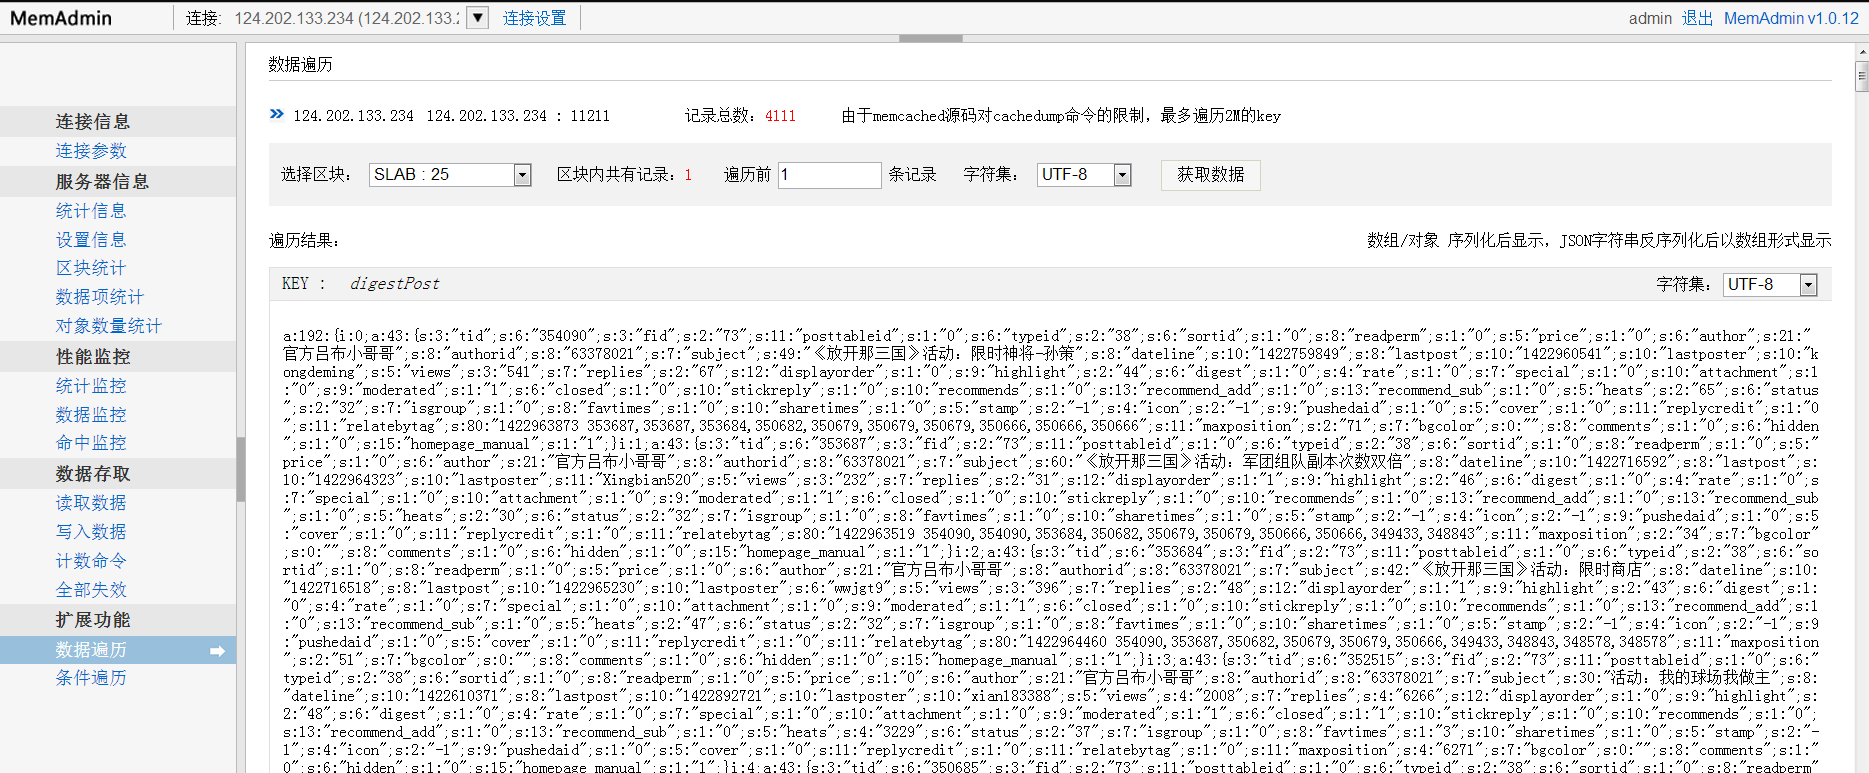 MemAdmin
连接: 124.202.133.234 (124.202.133.2 ▼ 连接设置
admin 退出 MemAdmin v1.0.12
连接信息
连接参数
服务器信息
统计信息
设置信息
区块统计
数据项统计
对象数量统计
性能监控
统计监控
数据监控
命中监控
数据存取
读取数据
写入数据
计数命令
全部失效
扩展功能
数据遍历
条件遍历
数据遍历
124.202.133.234 124.202.133.234 : 11211 记录总数: 4111 由于memcached源码对cachedump命令的限制, 最多遍历2M的key
选择区块: SLAB : 25 区块内共有记录: 1 遍历前 1 条记录 字符集: UTF-8 获取数据
遍历结果: 数组/对象 序列化后显示, JSON字符串反序列化后以数组形式显示
KEY : digestPost 字符集: UTF-8
a:192:{i:0;a:43:{s:3:"tid";s:6:"354090";s:3:"fid";s:2:"73";s:11:"posttableid";s:1:"0";s:6:"typeid";s:2:"38";s:6:"sortid";s:1:"0";s:8:"readperm";s:1:"0";s:5:"price";s:1:"0";s:6:"author";s:21:"
官方吕布小哥哥";s:8:"authorid";s:8:"63378021";s:7:"subject";s:49:"《放开那三国》活动: 限时神将-孙策";s:8:"dateline";s:10:"1422759849";s:8:"lastpost";s:10:"1422960541";s:10:"lastposter";s:10:"k
ongdeming";s:5:"views";s:3:"541";s:7:"replies";s:2:"67";s:12:"displayorder";s:1:"0";s:9:"highlight";s:2:"44";s:6:"digest";s:1:"0";s:4:"rate";s:1:"0";s:7:"special";s:1:"0";s:10:"attachment";s:1
:"0";s:9:"moderated";s:1:"1";s:6:"closed";s:1:"0";s:10:"stickreply";s:1:"0";s:10:"recommends";s:1:"0";s:13:"recommend_add";s:1:"0";s:13:"recommend_sub";s:1:"0";s:5:"heats";s:2:"65";s:6:"status
";s:2:"32";s:7:"isgroup";s:1:"0";s:8:"favtimes";s:1:"0";s:10:"sharetimes";s:1:"0";s:5:"stamp";s:2:"-1";s:4:"icon";s:2:"-1";s:9:"pushedaid";s:1:"0";s:5:"cover";s:1:"0";s:11:"replycredit";s:1:"0
";s:11:"relatebytag";s:80:"1422963873 353687,353687,353684,350682,350679,350679,350679,350666,350666,350666";s:11:"maxposition";s:2:"71";s:7:"bgcolor";s:0:"";s:8:"comments";s:1:"0";s:6:"hidden
";s:1:"0";s:15:"homepage_manual";s:1:"1";}i:1;a:43:{s:3:"tid";s:6:"353687";s:3:"fid";s:2:"73";s:11:"posttableid";s:1:"0";s:6:"typeid";s:2:"38";s:6:"sortid";s:1:"0";s:8:"readperm";s:1:"0";s:5:"
price";s:1:"0";s:6:"author";s:21:"官方吕布小哥哥";s:8:"authorid";s:8:"63378021";s:7:"subject";s:60:"《放开那三国》活动: 军团组队副本次数双倍";s:8:"dateline";s:10:"1422716592";s:8:"lastpost";s:
10:"1422964323";s:10:"lastposter";s:11:"Xingbian520";s:5:"views";s:3:"232";s:7:"replies";s:2:"31";s:12:"displayorder";s:1:"1";s:9:"highlight";s:2:"46";s:6:"digest";s:1:"0";s:4:"rate";s:1:"0";s
:7:"special";s:1:"0";s:10:"attachment";s:1:"0";s:9:"moderated";s:1:"1";s:6:"closed";s:1:"0";s:10:"stickreply";s:1:"0";s:10:"recommends";s:1:"0";s:13:"recommend_add";s:1:"0";s:13:"recommend_sub
";s:1:"0";s:5:"heats";s:2:"30";s:6:"status";s:2:"32";s:7:"isgroup";s:1:"0";s:8:"favtimes";s:1:"0";s:10:"sharetimes";s:1:"0";s:5:"stamp";s:2:"-1";s:4:"icon";s:2:"-1";s:9:"pushedaid";s:1:"0";s:5
:"cover";s:1:"0";s:11:"replycredit";s:1:"0";s:11:"relatebytag";s:80:"1422963519 354090,354090,353684,350682,350679,350679,350666,350666,349433,348843";s:11:"maxposition";s:2:"34";s:7:"bgcolor"
;s:0:"";s:8:"comments";s:1:"0";s:6:"hidden";s:1:"0";s:15:"homepage_manual";s:1:"1";}i:2;a:43:{s:3:"tid";s:6:"353684";s:3:"fid";s:2:"73";s:11:"posttableid";s:1:"0";s:6:"typeid";s:2:"38";s:6:"so
rtid";s:1:"0";s:8:"readperm";s:1:"0";s:5:"price";s:1:"0";s:6:"author";s:21:"官方吕布小哥哥";s:8:"authorid";s:8:"63378021";s:7:"subject";s:42:"《放开那三国》活动: 限时商店";s:8:"dateline";s:10:
"1422716518";s:8:"lastpost";s:10:"1422965230";s:10:"lastposter";s:6:"wwjgt9";s:5:"views";s:3:"396";s:7:"replies";s:2:"48";s:12:"displayorder";s:1:"1";s:9:"highlight";s:2:"43";s:6:"digest";s:1:
"0";s:4:"rate";s:1:"0";s:7:"special";s:1:"0";s:10:"attachment";s:1:"0";s:9:"moderated";s:1:"1";s:6:"closed";s:1:"0";s:10:"stickreply";s:1:"0";s:10:"recommends";s:1:"0";s:13:"recommend_add";s:1
:"0";s:13:"recommend_sub";s:1:"0";s:5:"heats";s:2:"47";s:6:"status";s:2:"32";s:7:"isgroup";s:1:"0";s:8:"favtimes";s:1:"0";s:10:"sharetimes";s:1:"0";s:5:"stamp";s:2:"-1";s:4:"icon";s:2:"-1";s:9
:"pushedaid";s:1:"0";s:5:"cover";s:1:"0";s:11:"replycredit";s:1:"0";s:11:"relatebytag";s:80:"1422964460 354090,353687,350682,350679,350679,350666,349433,348843,348578,348578";s:11:"maxposition
";s:2:"51";s:7:"bgcolor";s:0:"";s:8:"comments";s:1:"0";s:6:"hidden";s:1:"0";s:15:"homepage_manual";s:1:"1";}i:3;a:43:{s:3:"tid";s:6:"352515";s:3:"fid";s:2:"73";s:11:"posttableid";s:1:"0";s:6:"
typeid";s:2:"38";s:6:"sortid";s:1:"0";s:8:"readperm";s:1:"0";s:5:"price";s:1:"0";s:6:"author";s:21:"官方吕布小哥哥";s:8:"authorid";s:8:"63378021";s:7:"subject";s:30:"活动: 我的球场我做主";s:8:
"dateline";s:10:"1422610371";s:8:"lastpost";s:10:"1422892721";s:10:"lastposter";s:10:"xianl83388";s:5:"views";s:4:"2008";s:7:"replies";s:4:"6266";s:12:"displayorder";s:1:"0";s:9:"highlight";s:
2:"48";s:6:"digest";s:1:"0";s:4:"rate";s:1:"0";s:7:"special";s:1:"0";s:10:"attachment";s:1:"0";s:9:"moderated";s:1:"1";s:6:"closed";s:1:"1";s:10:"stickreply";s:1:"0";s:10:"recommends";s:1:"0";
s:13:"recommend_add";s:1:"0";s:13:"recommend_sub";s:1:"0";s:5:"heats";s:4:"3229";s:6:"status";s:2:"37";s:7:"isgroup";s:1:"0";s:8:"favtimes";s:1:"3";s:10:"sharetimes";s:1:"0";s:5:"stamp";s:2:"-
1";s:4:"icon";s:2:"-1";s:9:"pushedaid";s:1:"0";s:5:"cover";s:1:"0";s:11:"replycredit";s:1:"0";s:11:"relatebytag";s:1:"0";s:11:"maxposition";s:4:"6271";s:7:"bgcolor";s:0:"";s:8:"comments";s:1:"
0";s:6:"hidden";s:1:"0";s:15:"homepage_manual";s:1:"1";}i:4;a:43:{s:3:"tid";s:6:"350685";s:3:"fid";s:2:"73";s:11:"posttableid";s:1:"0";s:6:"typeid";s:2:"38";s:6:"sortid";s:1:"0";s:8:"readperm"